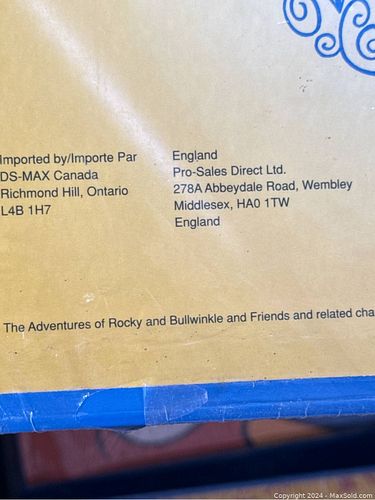 Imported by/Importe Par
DS-MAX Canada
Richmond Hill, Ontario
L4B 1H7
England
Pro-Sales Direct Ltd.
278A Abbeydale Road, Wembley
Middlesex, HA0 1TW
England
The Adventures of Rocky and Bullwinkle and Friends and related cha
Copyright 2024 - MaxSold.com